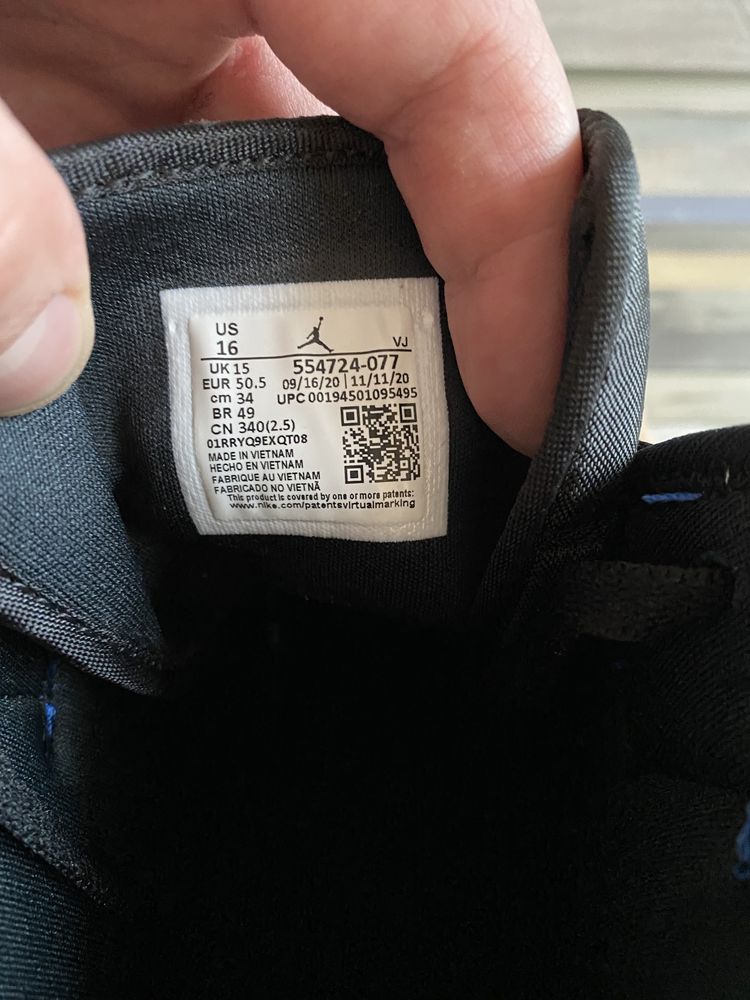 US
16
VJ
UK 15
554724-077
EUR 50.5
09/16/20 | 11/11/20
cm 34
UPC 00194501095495
BR 49
CN 340(2.5)
01RRYQ9EXQT08
MADE IN VIETNAM
HECHO EN VIETNAM
FABRIQUE AU VIETNAM
FABRICADO NO VIETNÃ
This product is covered by one or more patents:
www.nike.com/patentsvirtualmarking